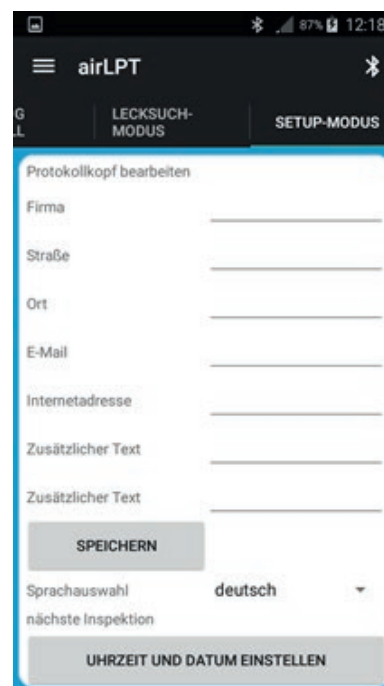 87% 12:18
airLPT
G LECKSUCH- SETUP-MODUS
L MODUS
Protokollkopf bearbeiten
Firma
Straße
Ort
E-Mail
Internetadresse
Zusätzlicher Text
Zusätzlicher Text
SPEICHERN
Sprachauswahl deutsch
nächste Inspektion
UHRZEIT UND DATUM EINSTELLEN